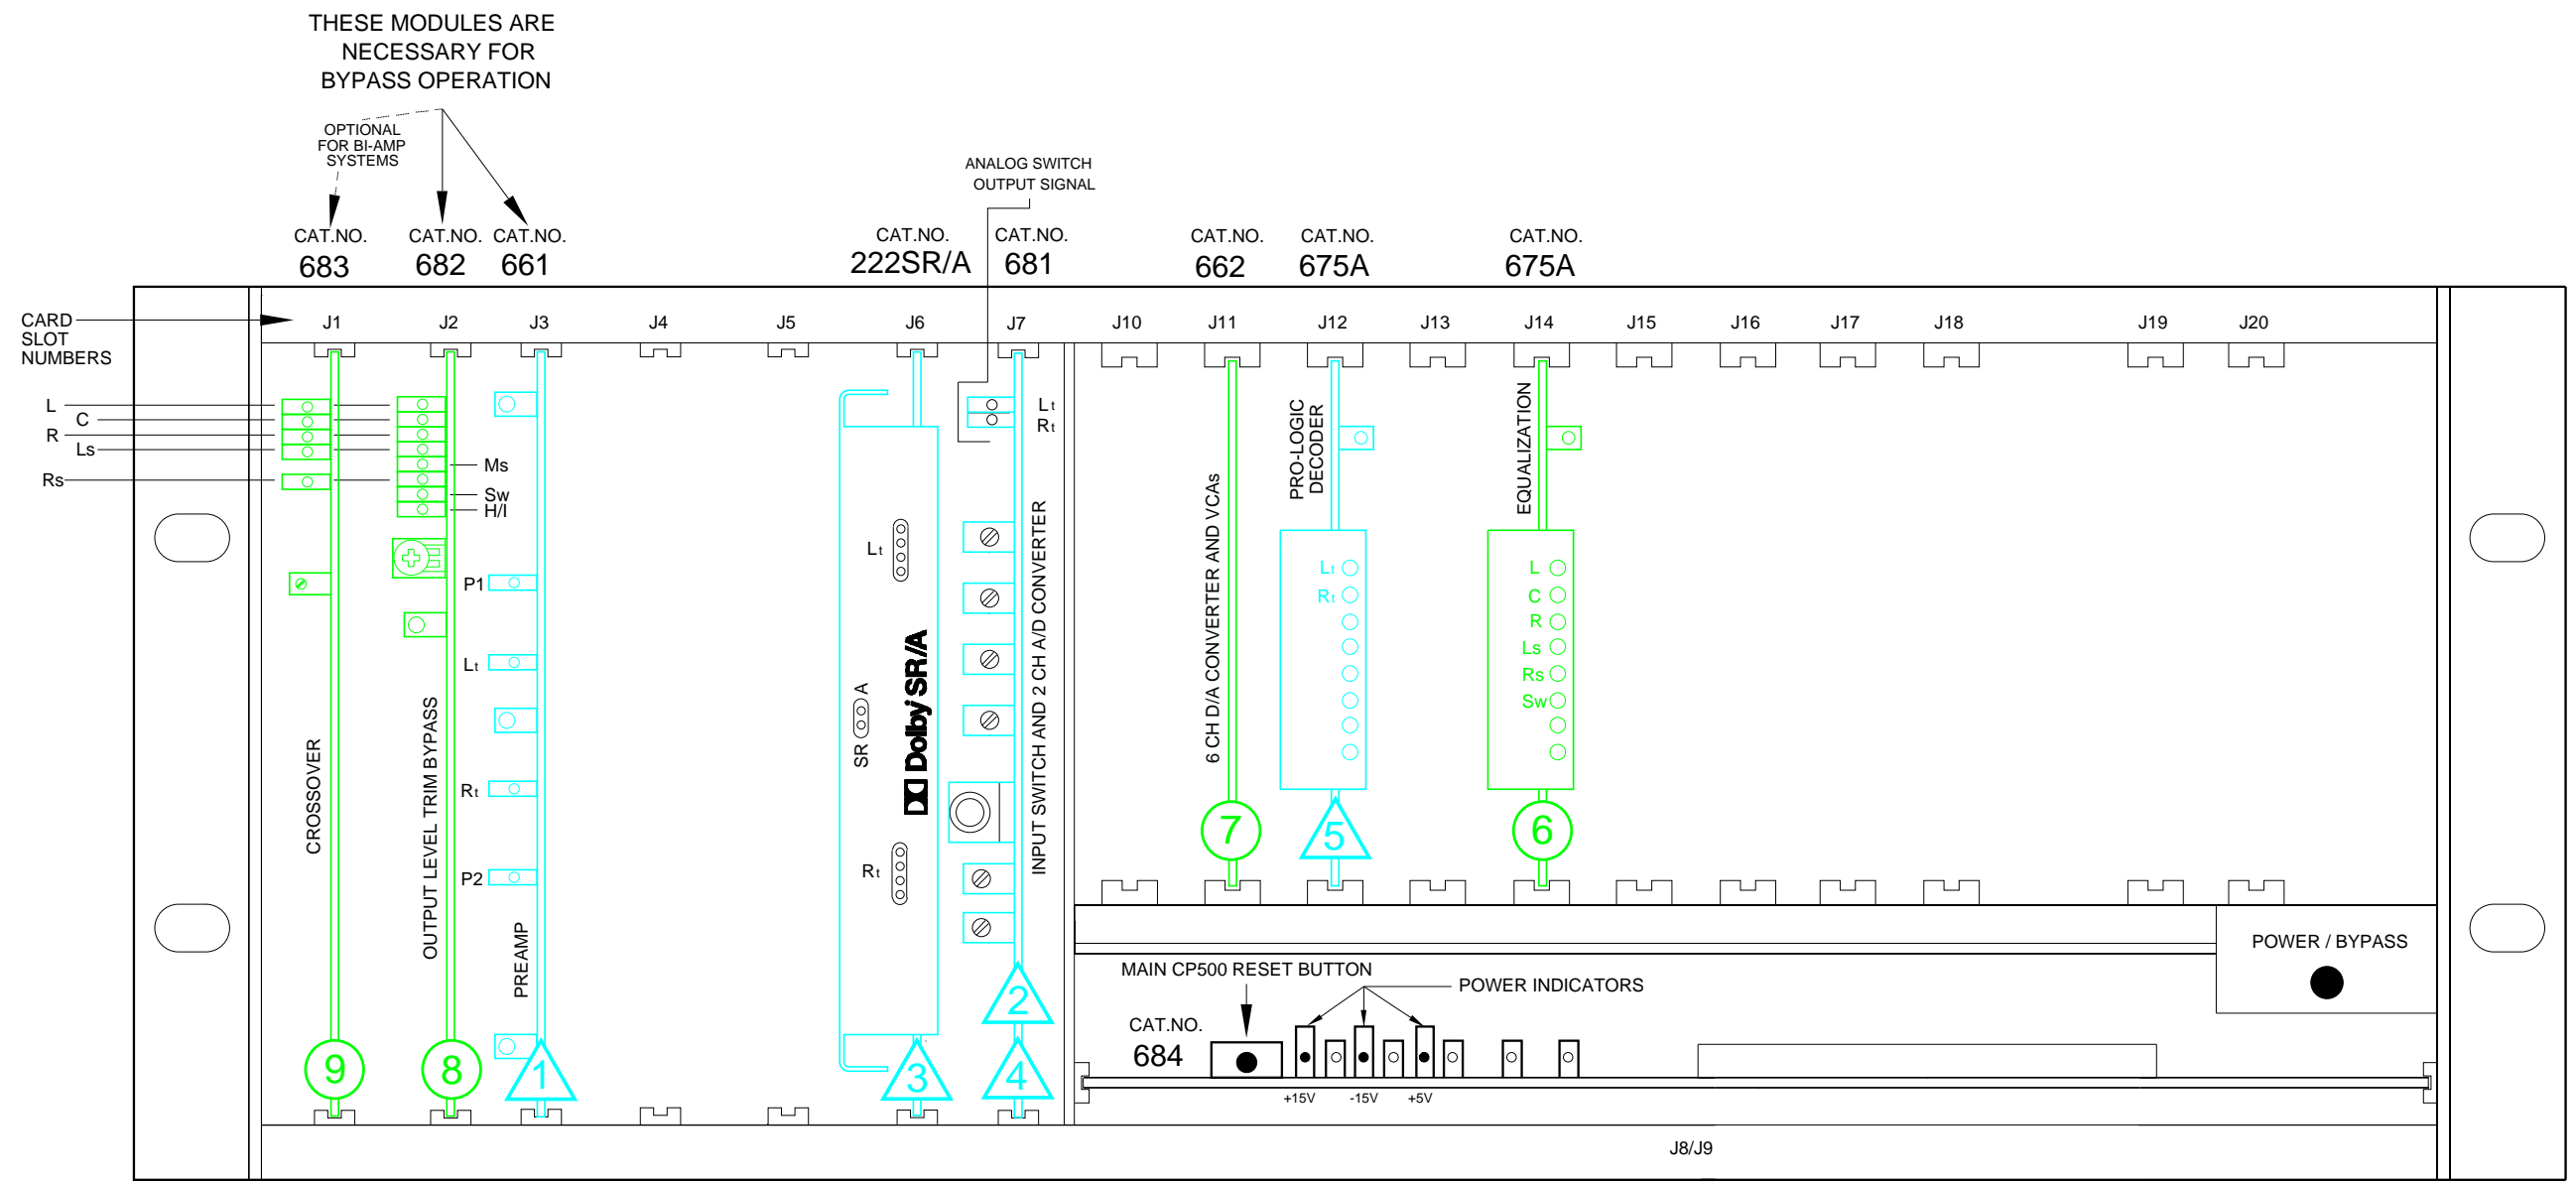 THESE MODULES ARE
NECESSARY FOR
BYPASS OPERATION
OPTIONAL
FOR BI-AMP
SYSTEMS
ANALOG SWITCH
OUTPUT SIGNAL
CAT.NO. CAT.NO. CAT.NO. CAT.NO. CAT.NO. CAT.NO. CAT.NO. CAT.NO.
683 682 661 222SR/A 681 662 675A 675A
CARD
SLOT
NUMBERS
J1 J2 J3 J4 J5 J6 J7 J10 J11 J12 J13 J14 J15 J16 J17 J18 J19 J20
L
C
R
Ls
Rs
Ms
Sw
H/I
CROSSOVER
9
OUTPUT LEVEL TRIM BYPASS
8
P1
Lt
Rt
P2
PREAMP
1
Lt
SR A
Dolby SR/A
Rt
3
Lt
Rt
INPUT SWITCH AND 2 CH A/D CONVERTER
2
4
6 CH D/A CONVERTER AND VCAs
7
PRO-LOGIC
DECODER
Lt
Rt
5
EQUALIZATION
L
C
R
Ls
Rs
Sw
6
POWER / BYPASS
MAIN CP500 RESET BUTTON
POWER INDICATORS
CAT.NO.
684
+15V -15V +5V
J8/J9